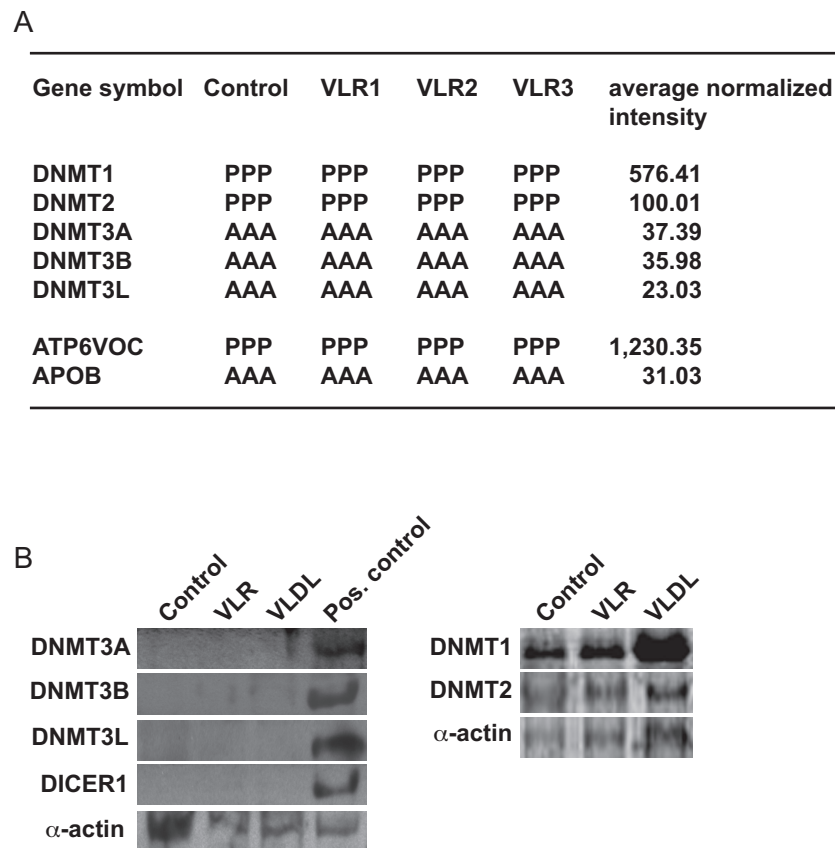 A
Gene symbol Control VLR1 VLR2 VLR3 average normalized
intensity
DNMT1 PPP PPP PPP PPP 576.41
DNMT2 PPP PPP PPP PPP 100.01
DNMT3A AAA AAA AAA AAA 37.39
DNMT3B AAA AAA AAA AAA 35.98
DNMT3L AAA AAA AAA AAA 23.03
ATP6VOC PPP PPP PPP PPP 1,230.35
APOB AAA AAA AAA AAA 31.03
B
Control VLR VLDL Pos. control
DNMT3A
DNMT3B
DNMT3L
DICER1
α-actin
Control VLR VLDL
DNMT1
DNMT2
α-actin